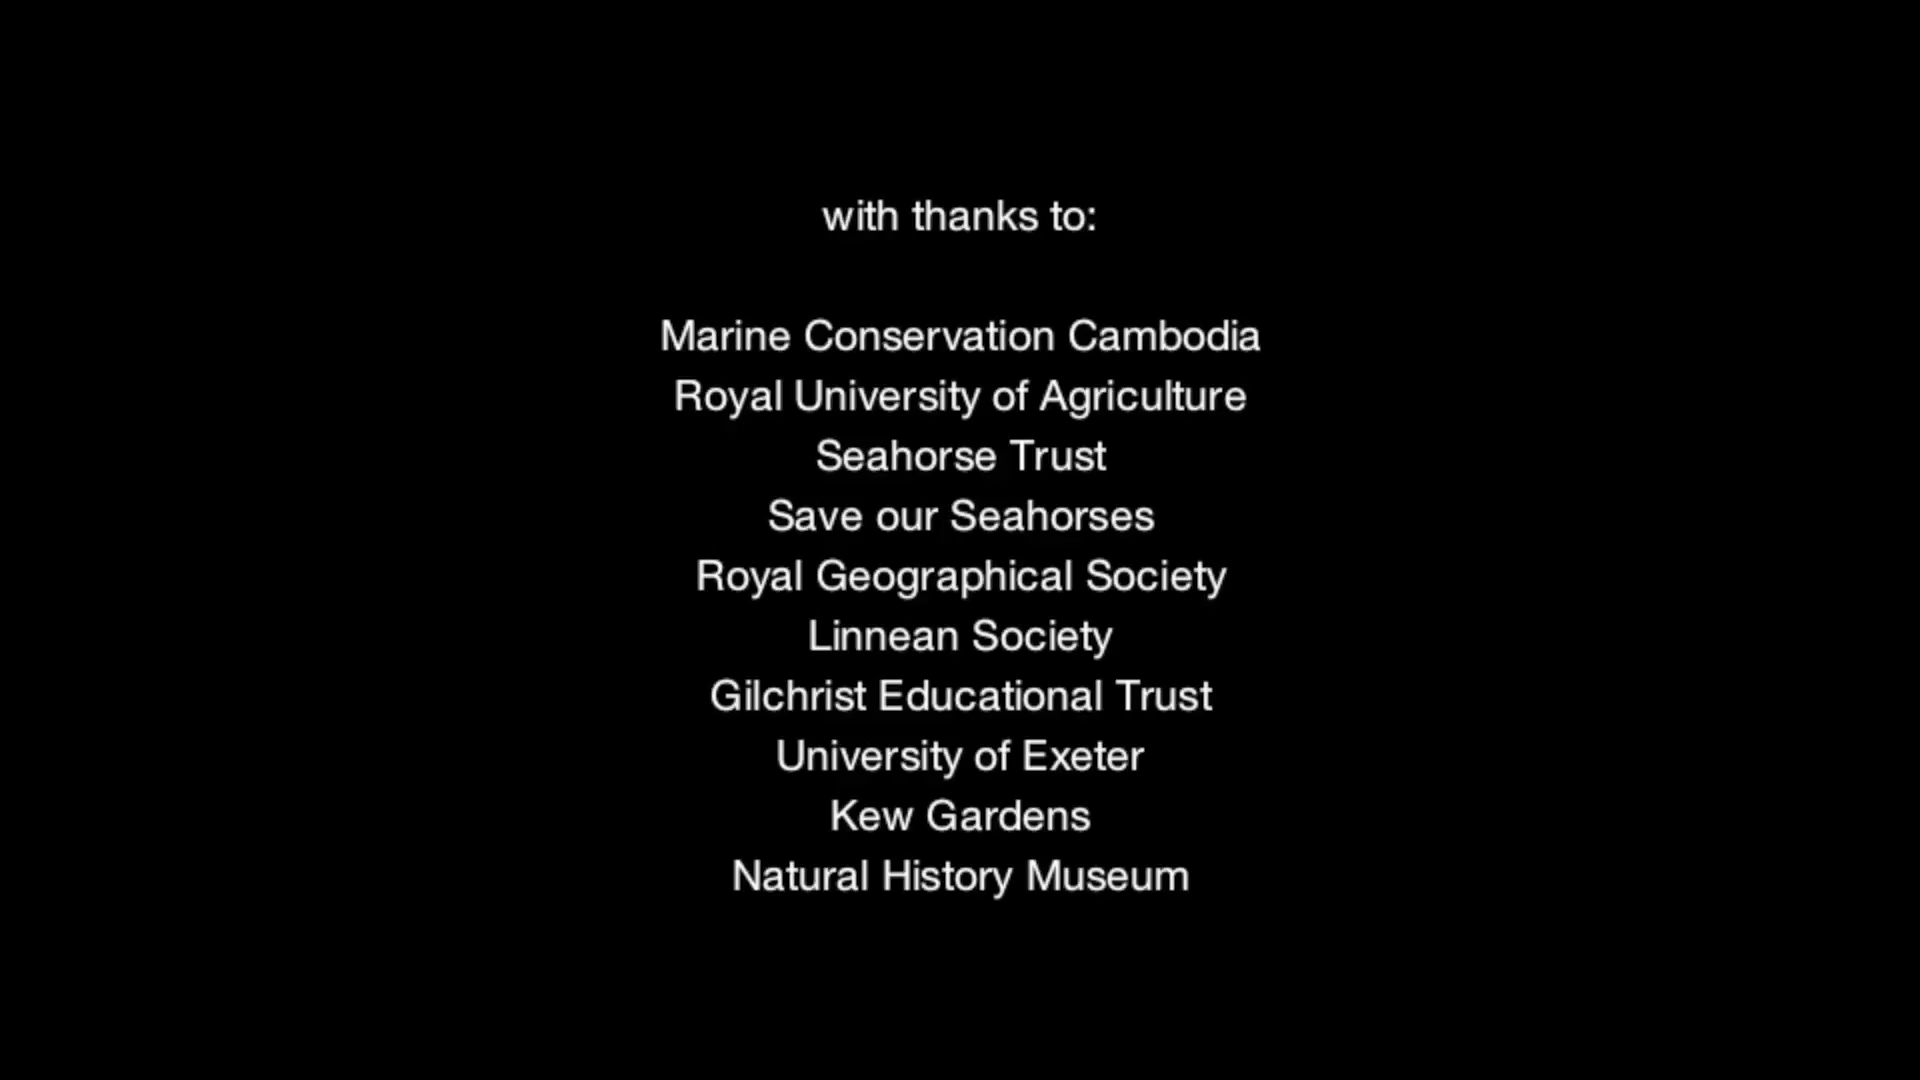 with thanks to:
Marine Conservation Cambodia
Royal University of Agriculture
Seahorse Trust
Save our Seahorses
Royal Geographical Society
Linnean Society
Gilchrist Educational Trust
University of Exeter
Kew Gardens
Natural History Museum